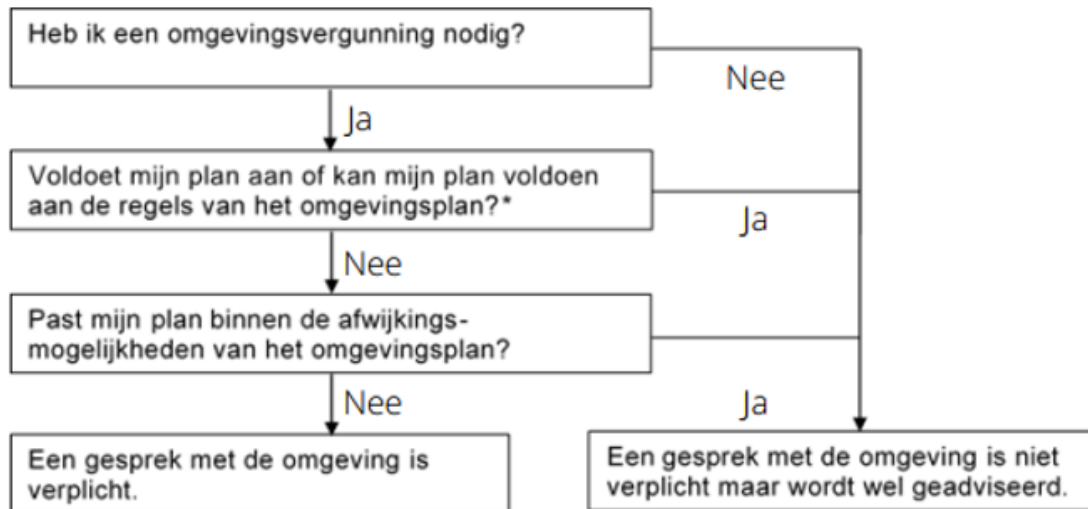 Heb ik een omgevingsvergunning nodig?
Nee
Ja
Voldoet mijn plan aan of kan mijn plan voldoen
aan de regels van het omgevingsplan?*
Ja
Nee
Past mijn plan binnen de afwijkings-
mogelijkheden van het omgevingsplan?
Nee
Ja
Een gesprek met de omgeving is
verplicht.
Een gesprek met de omgeving is niet
verplicht maar wordt wel geadviseerd.